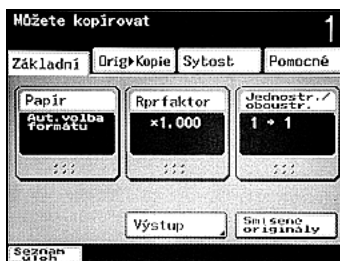 Můžete kopírovat 1
Základní Orig▸Kopie Sytost Pomocné
Papír
Aut.volba
formátu
Rprfaktor
×1.000
Jednostr./
oboustr.
1 → 1
Výstup
Smíšené
originály
Seznam
úloh